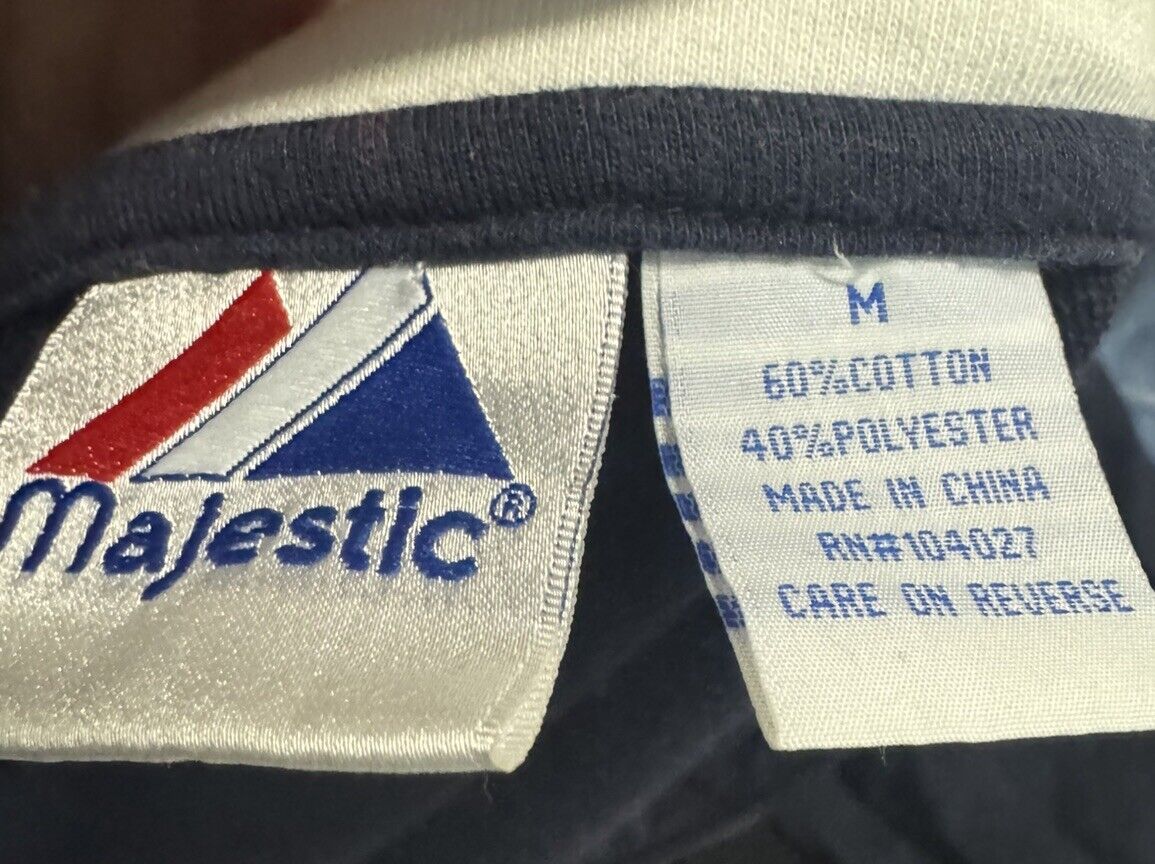 Majestic®
M
60%COTTON
40%POLYESTER
MADE IN CHINA
RN#104027
CARE ON REVERSE